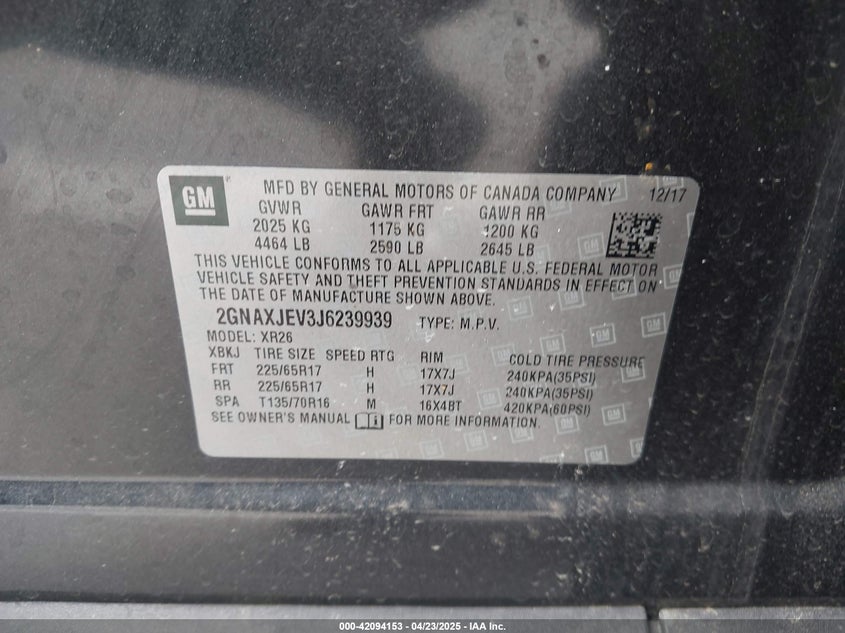 GM
MFD BY GENERAL MOTORS OF CANADA COMPANY 12/17
GVWR GAWR FRT GAWR RR
2025 KG 1175 KG 1200 KG
4464 LB 2590 LB 2645 LB
THIS VEHICLE CONFORMS TO ALL APPLICABLE U.S. FEDERAL MOTOR
VEHICLE SAFETY AND THEFT PREVENTION STANDARDS IN EFFECT ON
THE DATE OF MANUFACTURE SHOWN ABOVE.
2GNAXJEV3J6239939 TYPE: M.P.V.
MODEL: XR26
XBKJ TIRE SIZE SPEED RTG RIM COLD TIRE PRESSURE
FRT 225/65R17 H 17X7J 240KPA(35PSI)
RR 225/65R17 H 17X7J 240KPA(35PSI)
SPA T135/70R16 M 16X4BT 420KPA(60PSI)
SEE OWNER'S MANUAL i FOR MORE INFORMATION.
000-42094153 - 04/23/2025 - IAA Inc.